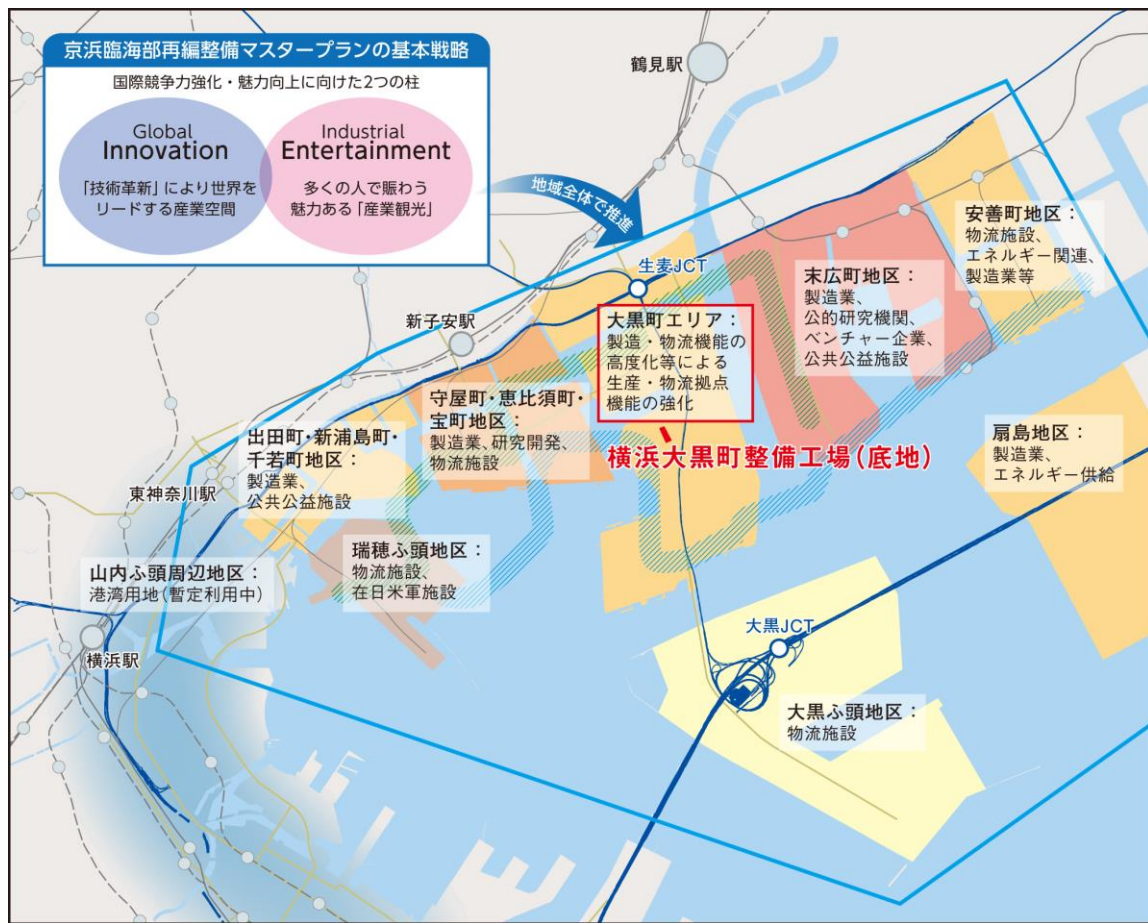 京浜臨海部再編整備マスタープランの基本戦略
国際競争力強化・魅力向上に向けた2つの柱
Global
Innovation
「技術革新」により世界を
リードする産業空間
Industrial
Entertainment
多くの人で賑わう
魅力ある「産業観光」
地域全体で推進
鶴見駅
生麦JCT
新子安駅
安善町地区：
物流施設、
エネルギー関連、
製造業等
末広町地区：
製造業、
公的研究機関、
ベンチャー企業、
公共公益施設
大黒町エリア：
製造・物流機能の
高度化等による
生産・物流拠点
機能の強化
横浜大黒町整備工場（底地）
守屋町・恵比須町・
宝町地区：
製造業、研究開発、
物流施設
出田町・新浦島町・
千若町地区：
製造業、
公共公益施設
東神奈川駅
扇島地区：
製造業、
エネルギー供給
瑞穂ふ頭地区：
物流施設、
在日米軍施設
山内ふ頭周辺地区：
港湾用地（暫定利用中）
横浜駅
大黒JCT
大黒ふ頭地区：
物流施設